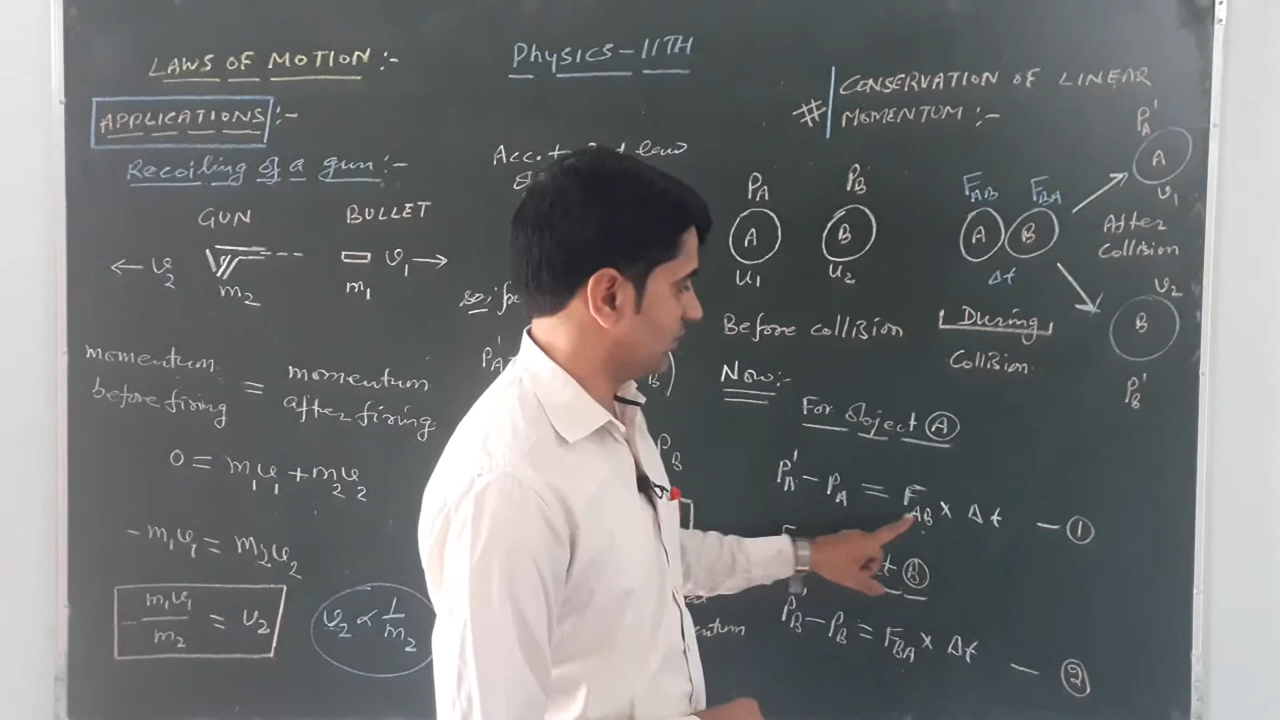 LAWS OF MOTION :-
Physics - 11TH
APPLICATIONS :-
Recoiling of a gun :-
GUN BULLET
← v₂ v₁ →
m₂ m₁
momentum before firing = momentum after firing
0 = m₁v₁ + m₂v₂
-m₁v₁ = m₂v₂
-m₁v₁/m₂ = v₂
v₂ ∝ 1/m₂
law
so,
P'A
B)
PB
# CONSERVATION OF LINEAR
MOMENTUM :-
PA PB FAB FBA P'A
A B A B A
u₁ u₂ Δt v₁
After
Collision
v₂
B
P'B
Before collision
During
Collision
Now :-
For Object A
P'A - PA = FAB × Δt — 1
B
P'B - PB = FBA × Δt — 2